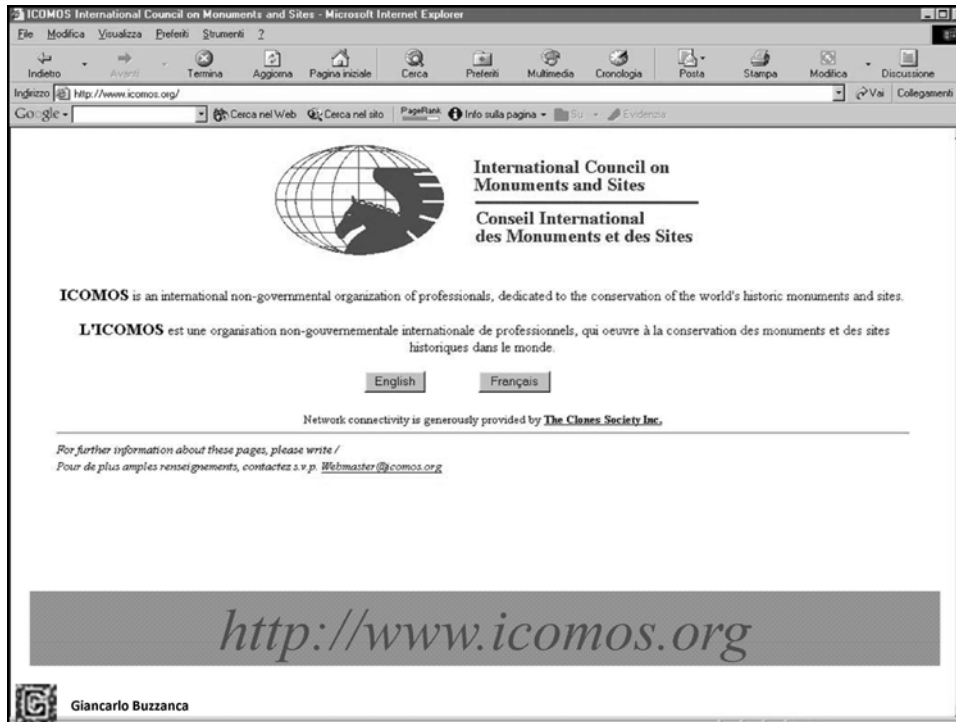 ICOMOS International Council on Monuments and Sites - Microsoft Internet Explorer
File Modifica Visualizza Preferiti Strumenti ?
Indietro Avanti Termina Aggiorna Pagina iniziale Cerca Preferiti Multimedia Cronologia Posta Stampa Modifica Discussione
Indirizzo http://www.icomos.org/ Vai Collegamenti
Google Cerca nel Web Cerca nel sito PageRank Info sulla pagina Su Evidenzia
International Council on
Monuments and Sites
Conseil International
des Monuments et des Sites
ICOMOS is an international non-governmental organization of professionals, dedicated to the conservation of the world's historic monuments and sites.
L'ICOMOS est une organisation non-gouvernementale internationale de professionnels, qui oeuvre à la conservation des monuments et des sites
historiques dans le monde.
English Français
Network connectivity is generously provided by The Clones Society Inc.
For further information about these pages, please write /
Pour de plus amples renseignements, contactez s.v.p. Webmaster@icomos.org
http://www.icomos.org
Giancarlo Buzzanca